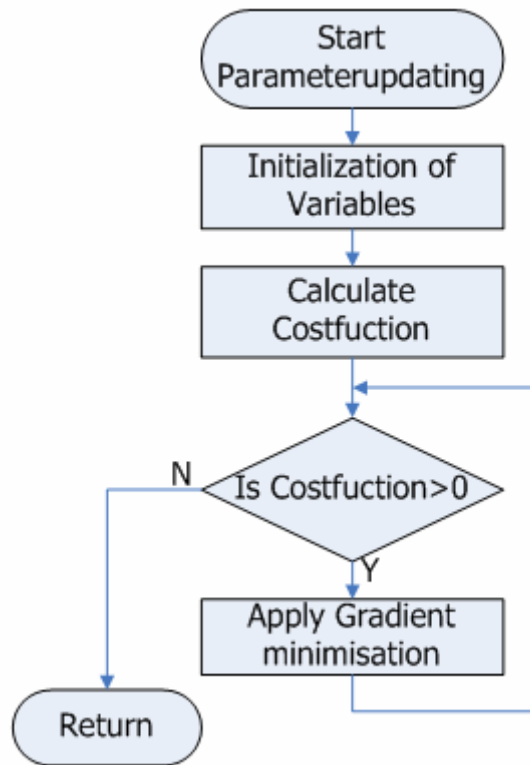 Start
Parameterupdating
Initialization of
Variables
Calculate
Costfuction
N
Is Costfuction>0
Y
Apply Gradient
minimisation
Return